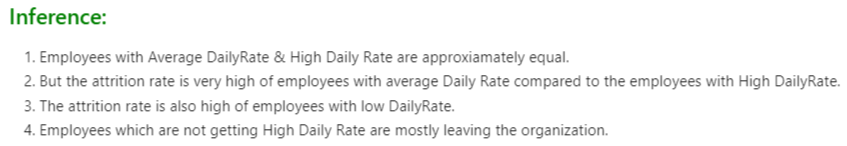 Inference:
1. Employees with Average DailyRate & High Daily Rate are approxiamately equal.
2. But the attrition rate is very high of employees with average Daily Rate compared to the employees with High DailyRate.
3. The attrition rate is also high of employees with low DailyRate.
4. Employees which are not getting High Daily Rate are mostly leaving the organization.